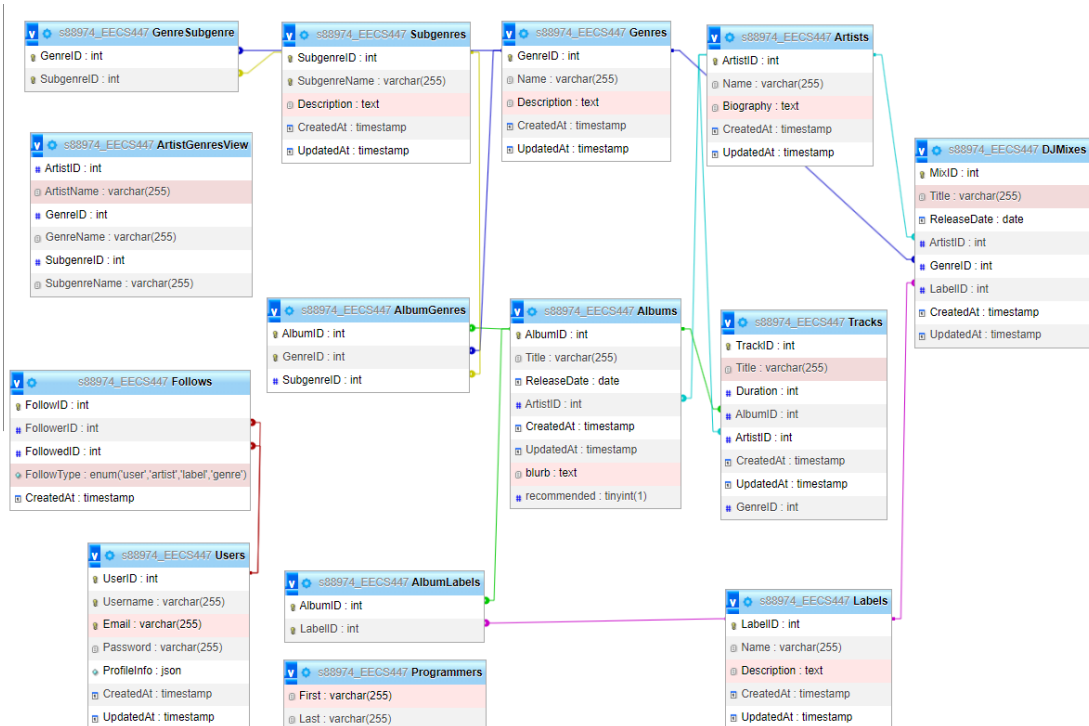 s88974_EECS447 GenreSubgenre
GenreID : int
SubgenreID : int
s88974_EECS447 Subgenres
SubgenreID : int
SubgenreName : varchar(255)
Description : text
CreatedAt : timestamp
UpdatedAt : timestamp
s88974_EECS447 Genres
GenreID : int
Name : varchar(255)
Description : text
CreatedAt : timestamp
UpdatedAt : timestamp
s88974_EECS447 Artists
ArtistID : int
Name : varchar(255)
Biography : text
CreatedAt : timestamp
UpdatedAt : timestamp
s88974_EECS447 ArtistGenresView
ArtistID : int
ArtistName : varchar(255)
GenreID : int
GenreName : varchar(255)
SubgenreID : int
SubgenreName : varchar(255)
s88974_EECS447 DJMixes
MixID : int
Title : varchar(255)
ReleaseDate : date
ArtistID : int
GenreID : int
LabelID : int
CreatedAt : timestamp
UpdatedAt : timestamp
s88974_EECS447 AlbumGenres
AlbumID : int
GenreID : int
SubgenreID : int
s88974_EECS447 Albums
AlbumID : int
Title : varchar(255)
ReleaseDate : date
ArtistID : int
CreatedAt : timestamp
UpdatedAt : timestamp
blurb : text
recommended : tinyint(1)
s88974_EECS447 Tracks
TrackID : int
Title : varchar(255)
Duration : int
AlbumID : int
ArtistID : int
CreatedAt : timestamp
UpdatedAt : timestamp
GenreID : int
s88974_EECS447 Follows
FollowID : int
FollowerID : int
FollowedID : int
FollowType : enum('user','artist','label','genre')
CreatedAt : timestamp
s88974_EECS447 Users
UserID : int
Username : varchar(255)
Email : varchar(255)
Password : varchar(255)
ProfileInfo : json
CreatedAt : timestamp
UpdatedAt : timestamp
s88974_EECS447 AlbumLabels
AlbumID : int
LabelID : int
s88974_EECS447 Programmers
First : varchar(255)
Last : varchar(255)
s88974_EECS447 Labels
LabelID : int
Name : varchar(255)
Description : text
CreatedAt : timestamp
UpdatedAt : timestamp